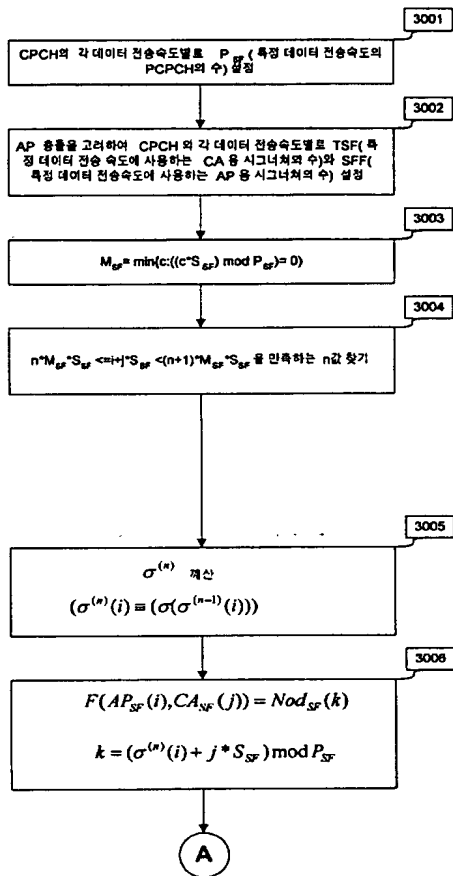 3001
CPCH의 각 데이터 전송속도별로 P_SF ( 특정 데이터 전송속도의
PCPCH의 수) 설정
3002
AP 충돌을 고려하여 CPCH 의 각 데이터 전송속도별로 TSF( 특
정 데이터 전송 속도에 사용하는 CA 용 시그너쳐의 수)와 SFF(
특정 데이터 전송속도에 사용하는 AP 용 시그너쳐의 수) 설정
3003
M_SF = min{c:((c*S_SF) mod P_SF)= 0}
3004
n*M_SF*S_SF <=i+j*S_SF <(n+1)*M_SF*S_SF 을 만족하는 n값 찾기
3005
σ^(n) 계산
(σ^(n)(i) ≡ (σ(σ^(n-1)(i)))
3006
F(AP_SF(i),CA_SF(j)) = Nod_SF(k)
k = (σ^(n)(i) + j * S_SF) mod P_SF
A